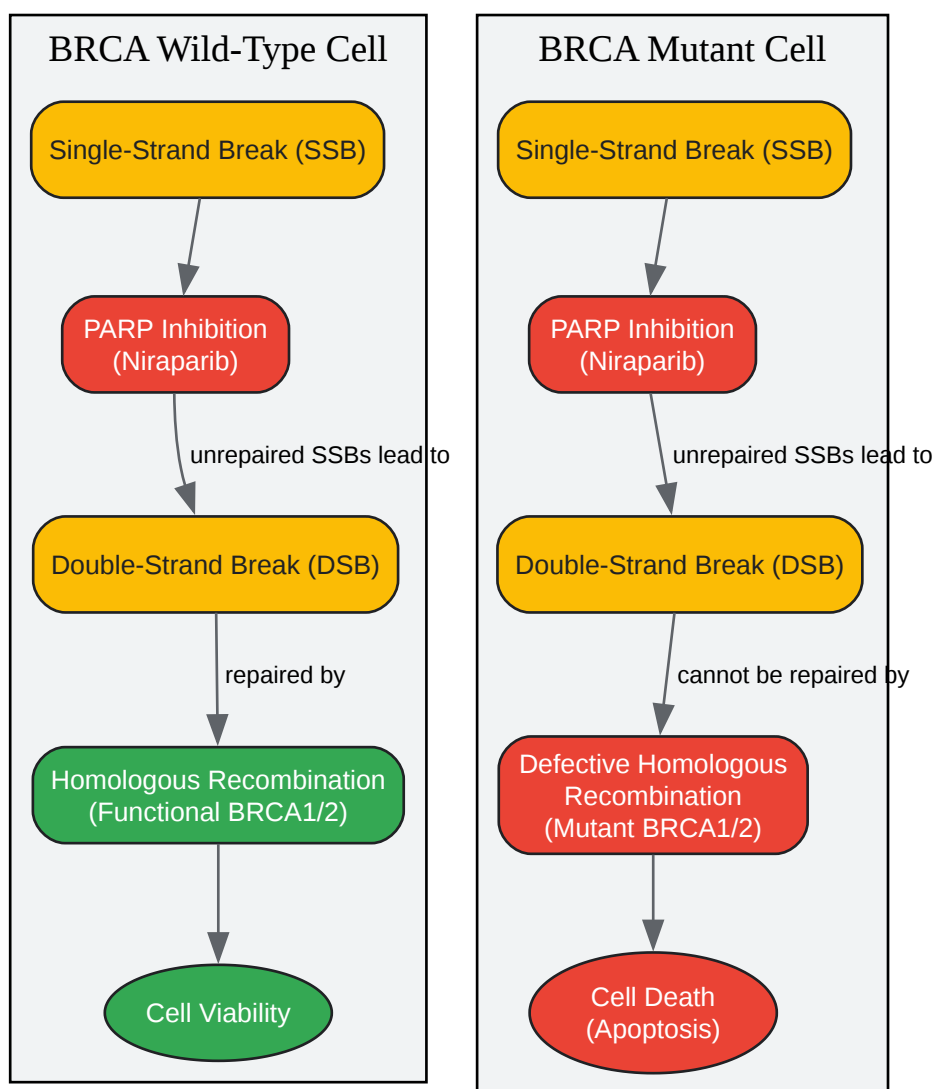 BRCA Wild-Type Cell
Single-Strand Break (SSB)
PARP Inhibition
(Niraparib)
unrepaired SSBs lead to
Double-Strand Break (DSB)
repaired by
Homologous Recombination
(Functional BRCA1/2)
Cell Viability
BRCA Mutant Cell
Single-Strand Break (SSB)
PARP Inhibition
(Niraparib)
unrepaired SSBs lead to
Double-Strand Break (DSB)
cannot be repaired by
Defective Homologous
Recombination
(Mutant BRCA1/2)
Cell Death
(Apoptosis)